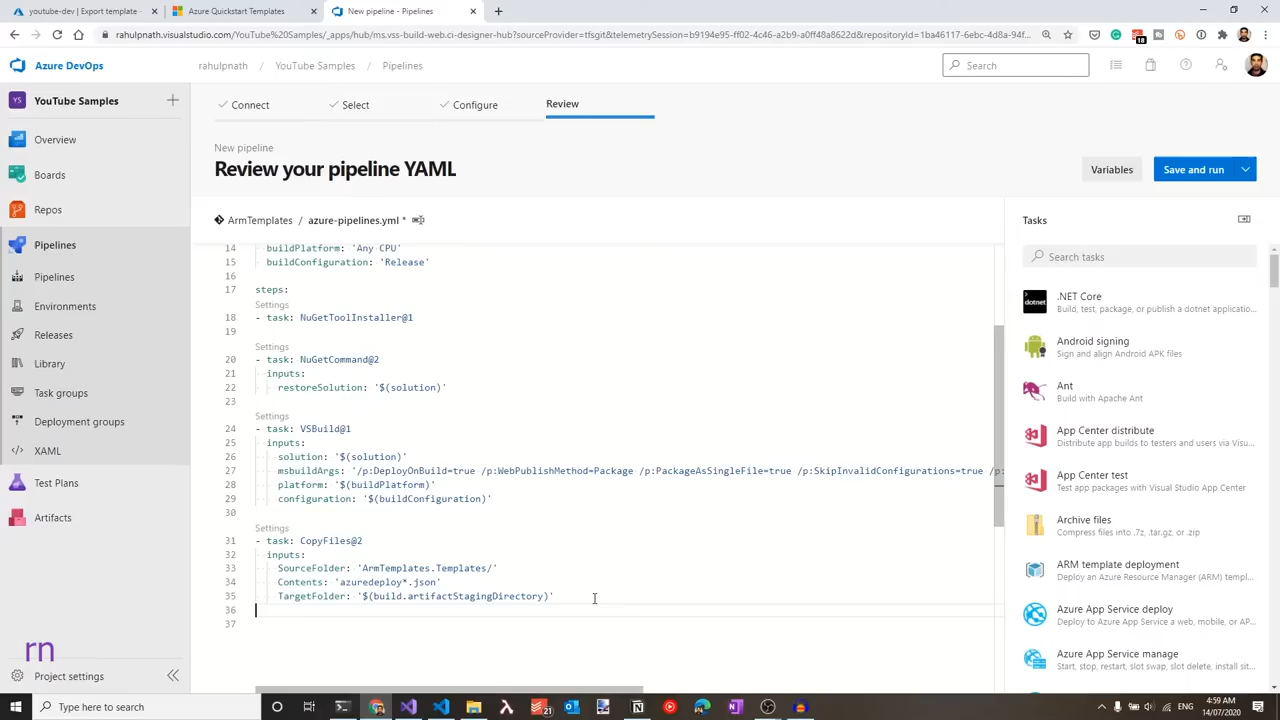 youtube-dev | Export template -
Azure Quickstart Templates
New pipeline - Pipelines
rahulpnath.visualstudio.com/YouTube%20Samples/_apps/hub/ms.vss-build-web.ci-designer-hub?sourceProvider=tfsgit&telemetrySession=b9194e95-ff02-4c46-a2b9-a0ff48a8622d&repositoryId=1ba46117-6ebc-4d8a-94f...
18
Azure DevOps
rahulpnath / YouTube Samples / Pipelines
Search
YS YouTube Samples
Overview
Boards
Repos
Pipelines
Pipelines
Environments
Releases
Library
Task groups
Deployment groups
XAML
Test Plans
Artifacts
rn
Project settings
Connect
Select
Configure
Review
New pipeline
Review your pipeline YAML
Variables
Save and run
ArmTemplates / azure-pipelines.yml *
14 buildPlatform: 'Any CPU'
15 buildConfiguration: 'Release'
16
17 steps:
Settings
18 - task: NuGetToolInstaller@1
19
Settings
20 - task: NuGetCommand@2
21 inputs:
22 restoreSolution: '$(solution)'
23
Settings
24 - task: VSBuild@1
25 inputs:
26 solution: '$(solution)'
27 msbuildArgs: '/p:DeployOnBuild=true /p:WebPublishMethod=Package /p:PackageAsSingleFile=true /p:SkipInvalidConfigurations=true /p:
28 platform: '$(buildPlatform)'
29 configuration: '$(buildConfiguration)'
30
Settings
31 - task: CopyFiles@2
32 inputs:
33 SourceFolder: 'ArmTemplates.Templates/'
34 Contents: 'azuredeploy*.json'
35 TargetFolder: '$(build.artifactStagingDirectory)'
36
37
Tasks
Search tasks
dotnet
.NET Core
Build, test, package, or publish a dotnet applicatio...
Android signing
Sign and align Android APK files
Ant
Build with Apache Ant
App Center distribute
Distribute app builds to testers and users via Visu...
App Center test
Test app packages with Visual Studio App Center
Archive files
Compress files into .7z, .tar.gz, or .zip
ARM template deployment
Deploy an Azure Resource Manager (ARM) templ...
Azure App Service deploy
Deploy to Azure App Service a web, mobile, or AP...
Azure App Service manage
Start, stop, restart, slot swap, slot delete, install sit...
Type here to search
21
ENG
4:59 AM
14/07/2020